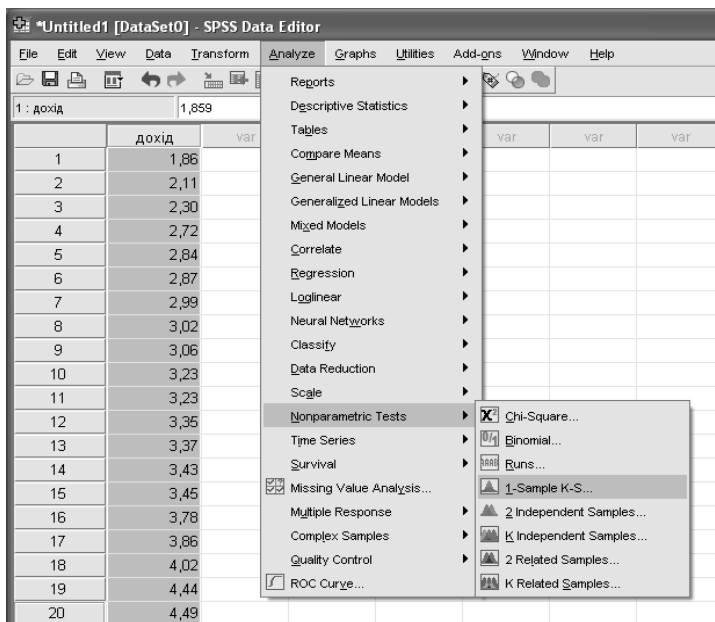 *Untitled1 [DataSet0] - SPSS Data Editor
File Edit View Data Transform Analyze Graphs Utilities Add-ons Window Help
1 : дохід 1,859
дохід var var var var
1 1,86
2 2,11
3 2,30
4 2,72
5 2,84
6 2,87
7 2,99
8 3,02
9 3,06
10 3,23
11 3,23
12 3,35
13 3,37
14 3,43
15 3,45
16 3,78
17 3,86
18 4,02
19 4,44
20 4,49
Reports
Descriptive Statistics
Tables
Compare Means
General Linear Model
Generalized Linear Models
Mixed Models
Correlate
Regression
Loglinear
Neural Networks
Classify
Data Reduction
Scale
Nonparametric Tests
Time Series
Survival
Missing Value Analysis...
Multiple Response
Complex Samples
Quality Control
ROC Curve...
X² Chi-Square...
0/1 Binomial...
AAAB Runs...
1-Sample K-S...
2 Independent Samples...
K Independent Samples...
2 Related Samples...
K Related Samples...